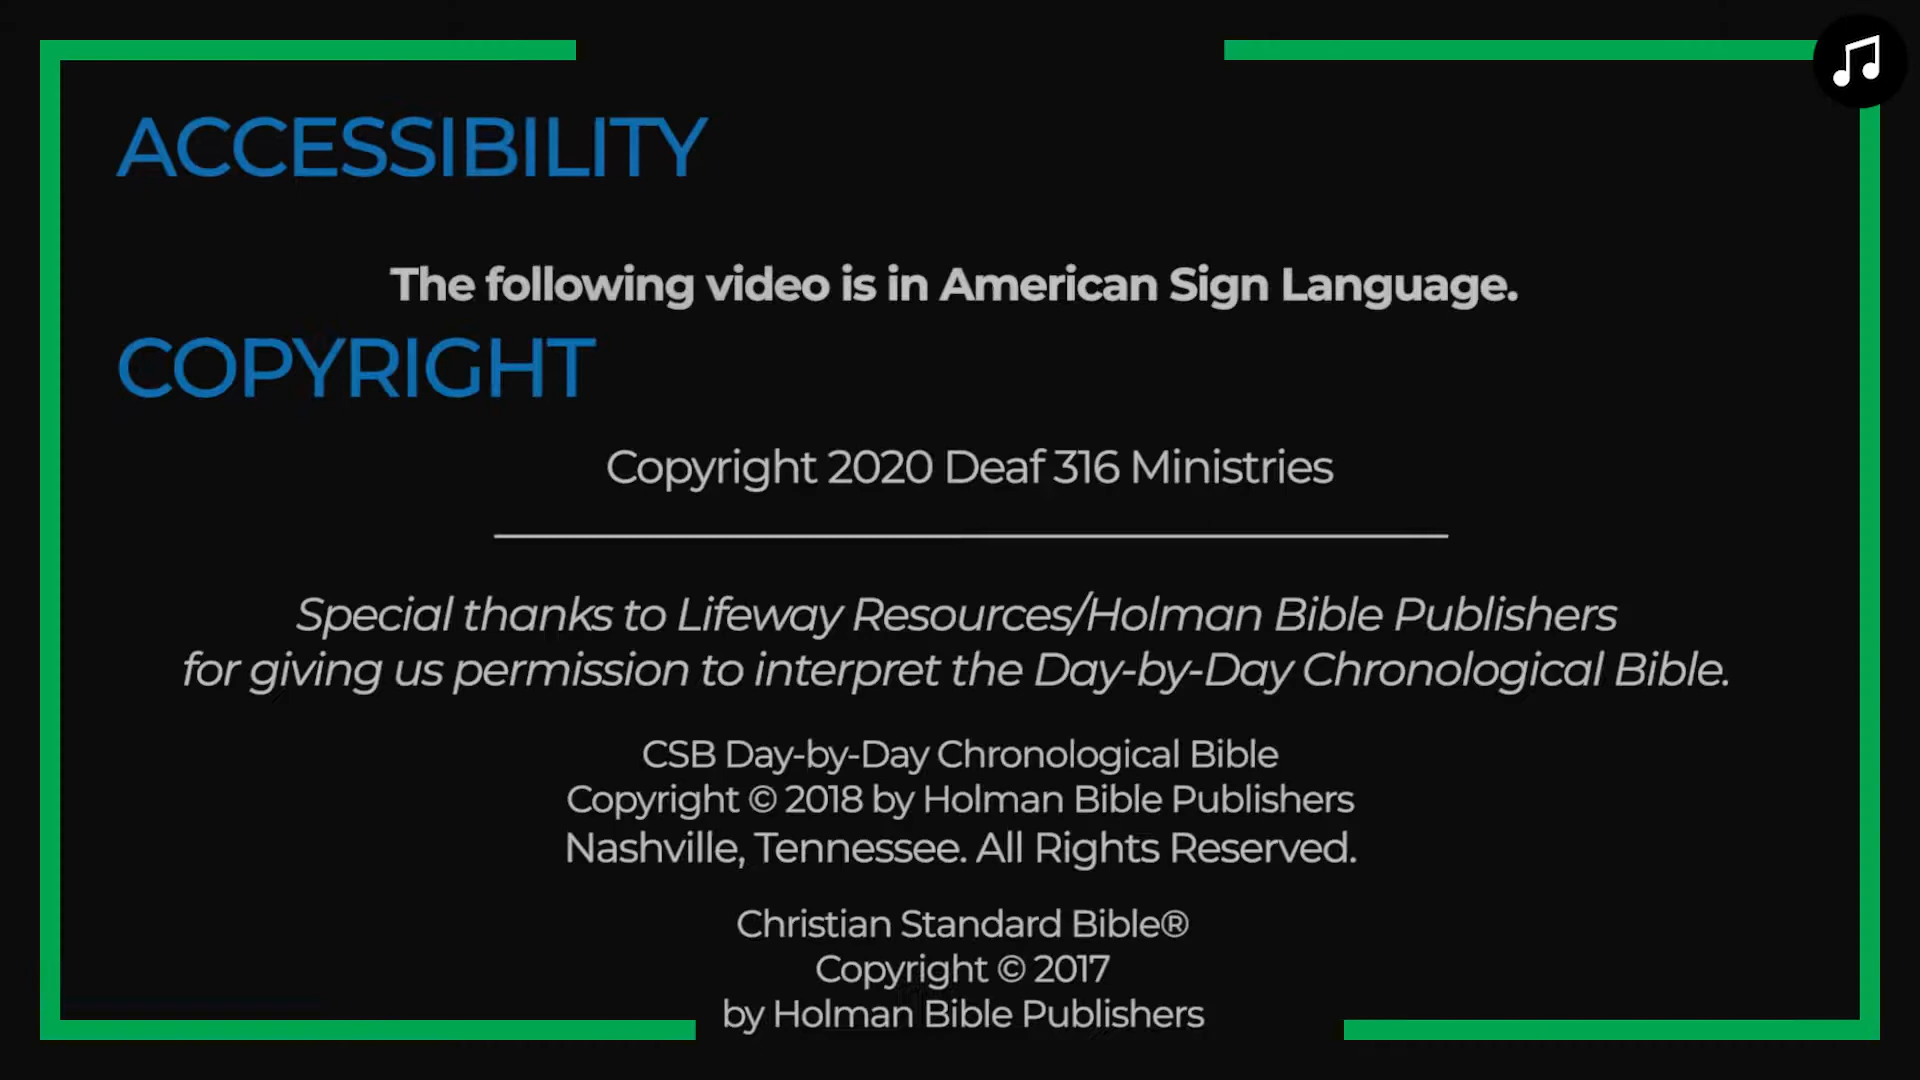 ACCESSIBILITY
The following video is in American Sign Language.
COPYRIGHT
Copyright 2020 Deaf 316 Ministries
Special thanks to Lifeway Resources/Holman Bible Publishers
for giving us permission to interpret the Day-by-Day Chronological Bible.
CSB Day-by-Day Chronological Bible
Copyright © 2018 by Holman Bible Publishers
Nashville, Tennessee. All Rights Reserved.
Christian Standard Bible®
Copyright © 2017
by Holman Bible Publishers